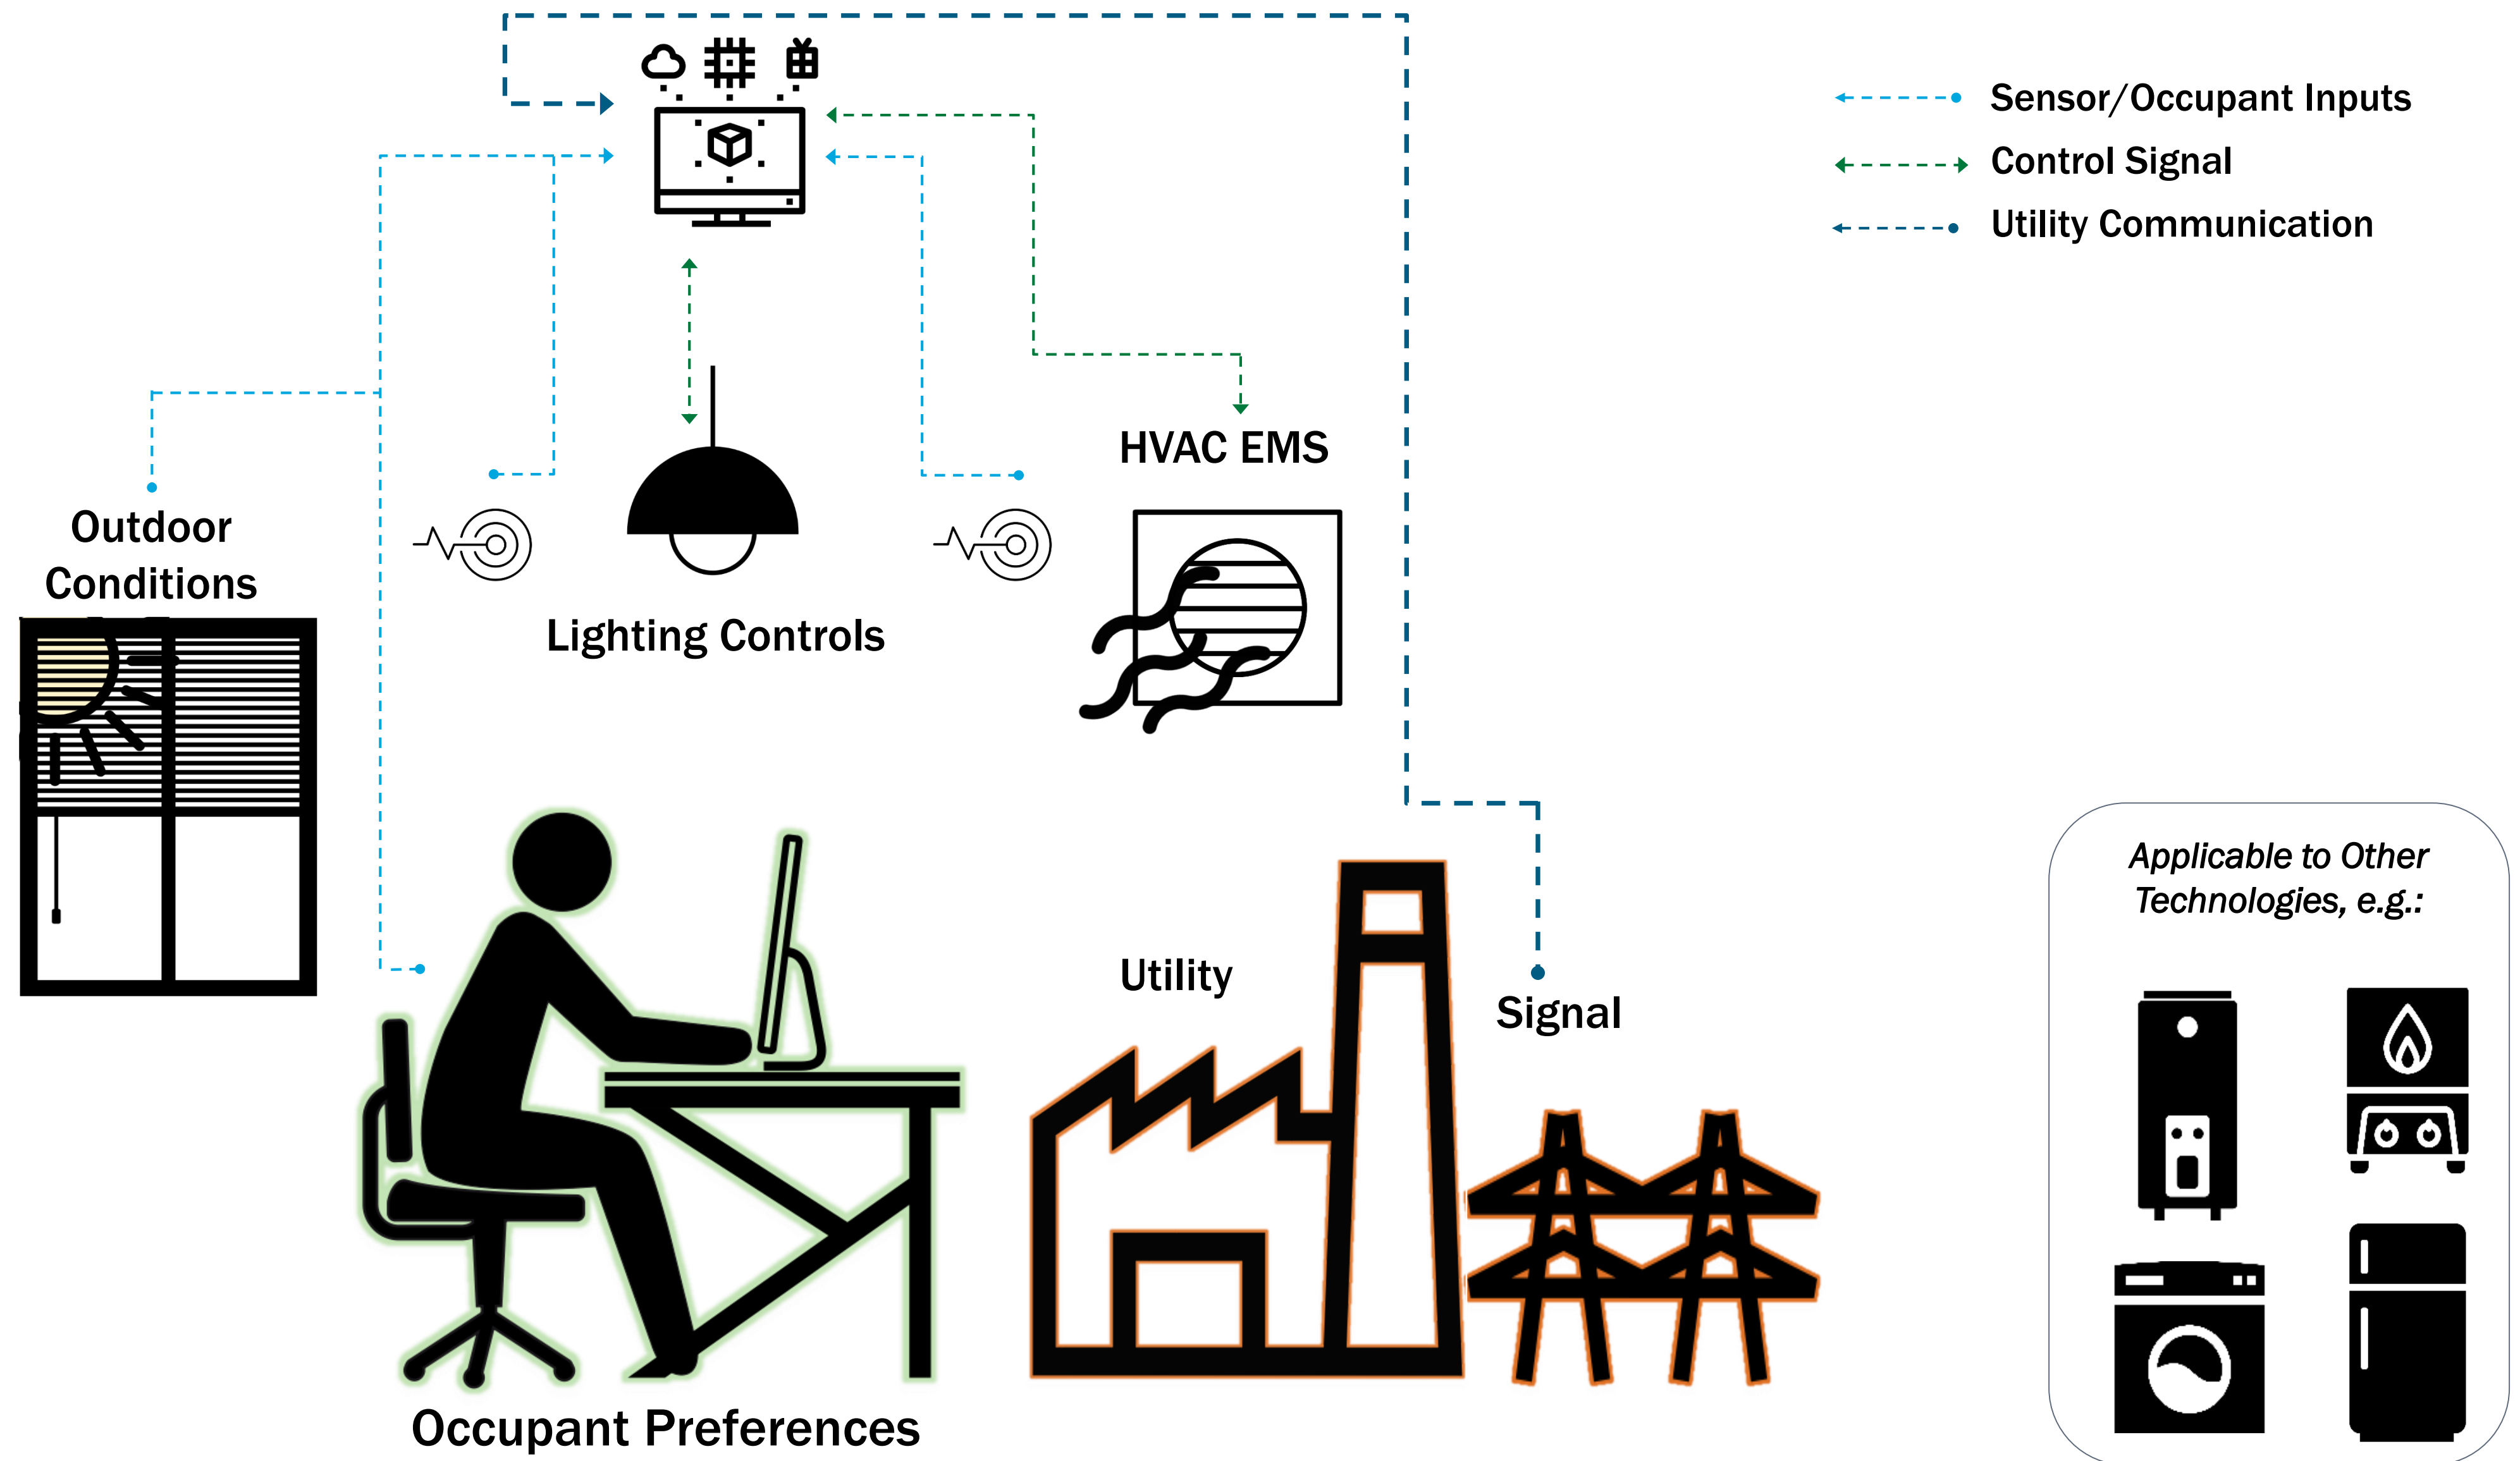 Sensor/Occupant Inputs
Control Signal
Utility Communication
HVAC EMS
Outdoor
Conditions
Lighting Controls
Applicable to Other
Technologies, e.g.:
Utility
Signal
Occupant Preferences